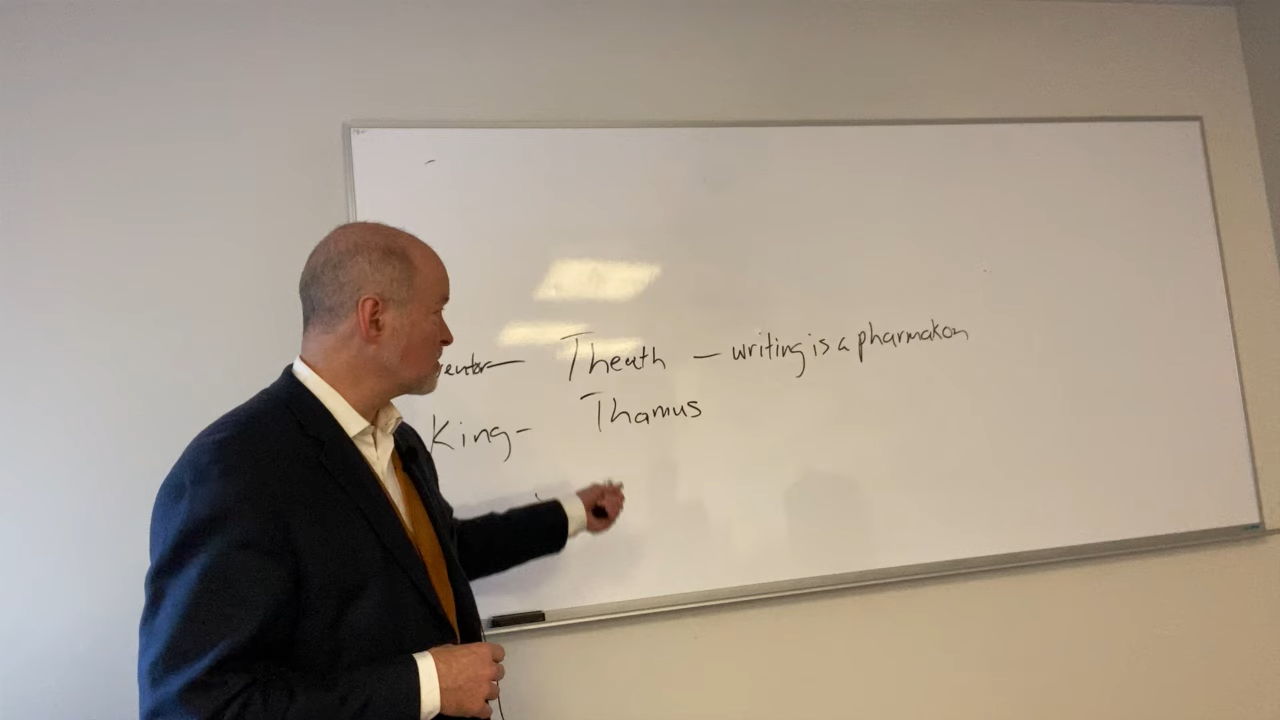 Theuth – writing is a pharmakon
King – Thamus